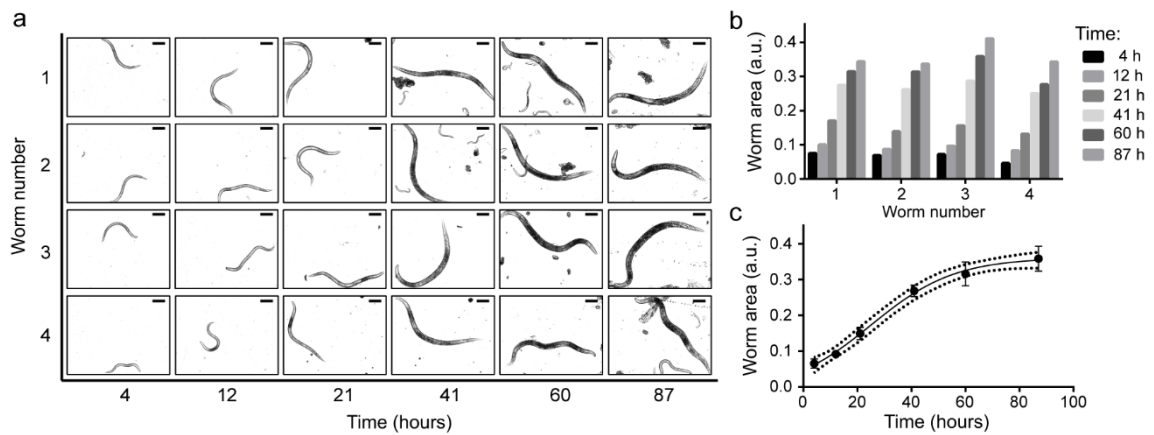 a
Worm number
1
2
3
4
4 12 21 41 60 87
Time (hours)
b
Worm area (a.u.)
0.4
0.3
0.2
0.1
0.0
1 2 3 4
Worm number
Time:
4 h
12 h
21 h
41 h
60 h
87 h
c
Worm area (a.u.)
0.4
0.3
0.2
0.1
0.0
0 20 40 60 80 100
Time (hours)